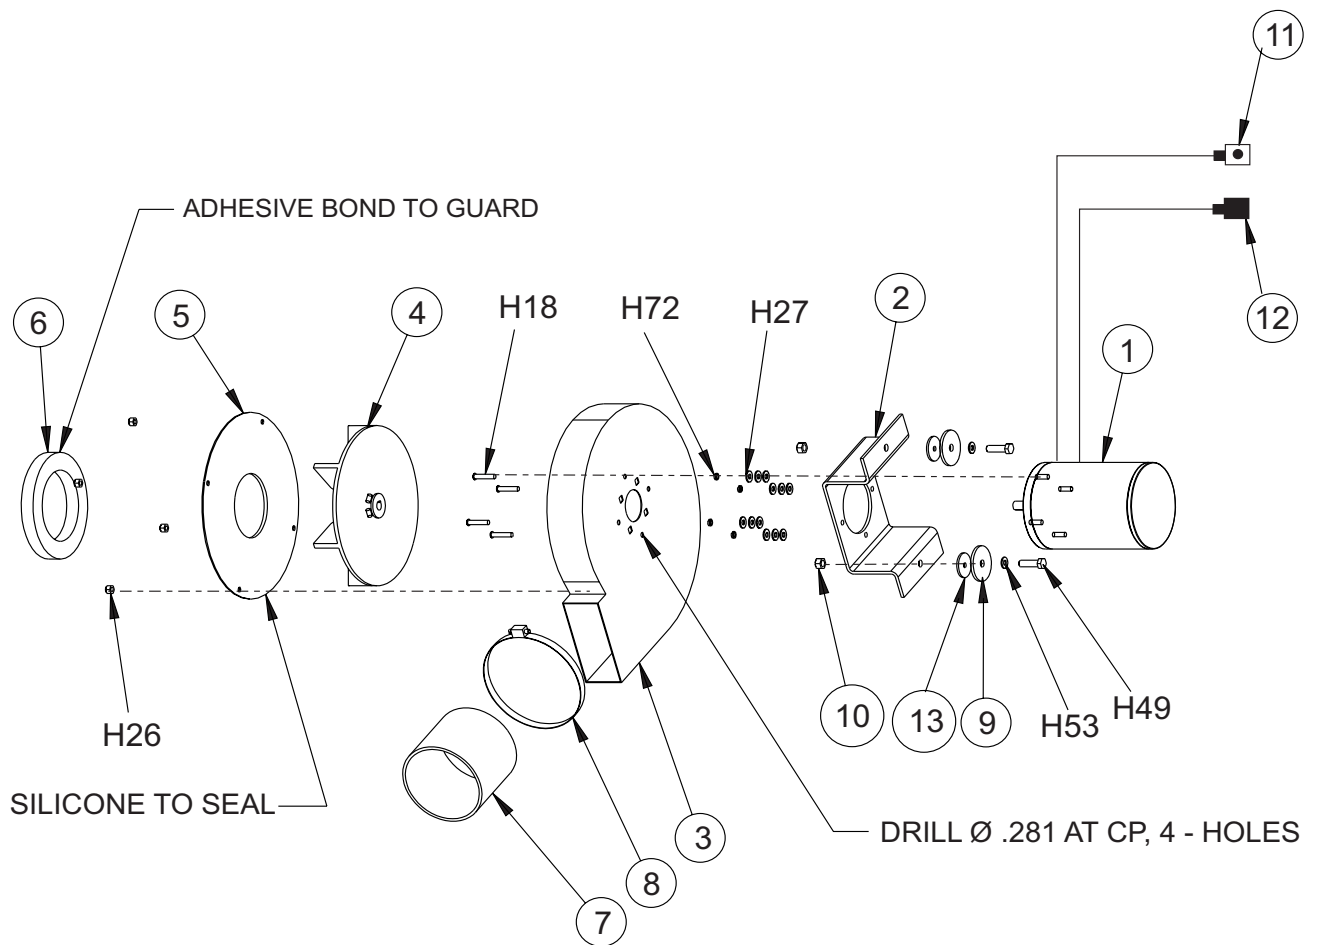 11
ADHESIVE BOND TO GUARD
12
6
5
4
H18
H72
H27
2
1
H26
10
13
9
H53
H49
SILICONE TO SEAL
3
DRILL Ø .281 AT CP, 4 - HOLES
8
7